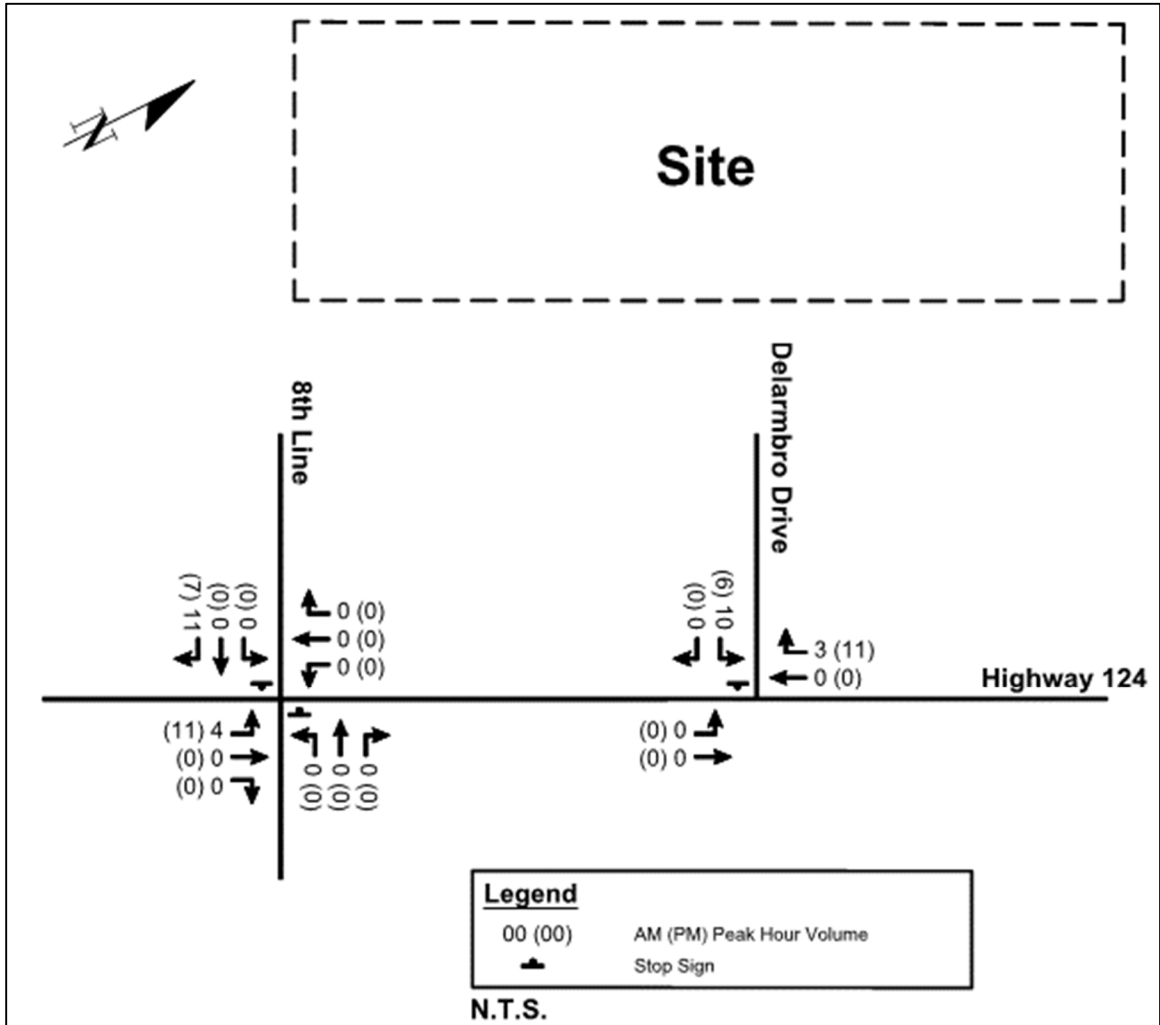 N
Site
8th Line
Delarmbro Drive
(7) 11
(0) 0
(0) 0
0 (0)
0 (0)
0 (0)
(0) 0
(6) 10
3 (11)
0 (0)
Highway 124
(11) 4
(0) 0
(0) 0
0 (0)
0 (0)
0 (0)
(0) 0
(0) 0
Legend
00 (00) AM (PM) Peak Hour Volume
Stop Sign
N.T.S.